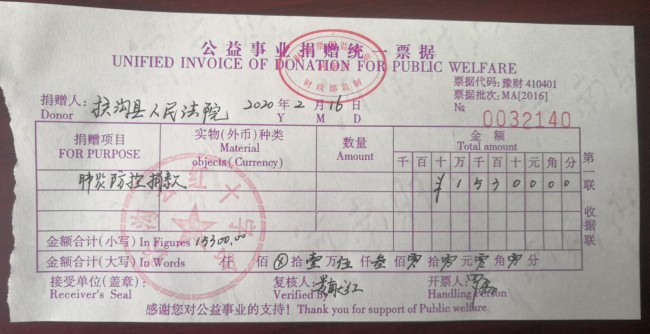 公益事业捐赠统一票据
UNIFIED INVOICE OF DONATION FOR PUBLIC WELFARE
财政部监制
票据代码:豫财 410401
票据批次:MA[2016]
捐赠人: 扶沟县人民法院 2020 年 2 月 16 日
Donor Y M D
№ 0032140
捐赠项目 实物(外币)种类 数量 金额
FOR PURPOSE Material objects (Currency) Amount Total amount
千 百 十 万 千 百 十 元 角 分
肺炎防控捐款 ¥ 1 5 3 0 0 0 0
金额合计(小写) In Figures 15300.00
金额合计(大写) In Words 仟 佰 拾 壹 万 伍 仟 叁 佰 零 拾 零 元 零 角 零 分
第一联 收据联
接受单位(盖章): 复核人: 开票人:
Receiver's Seal Verified by Handling Person
感谢您对公益事业的支持! Thank you for support of Public welfare